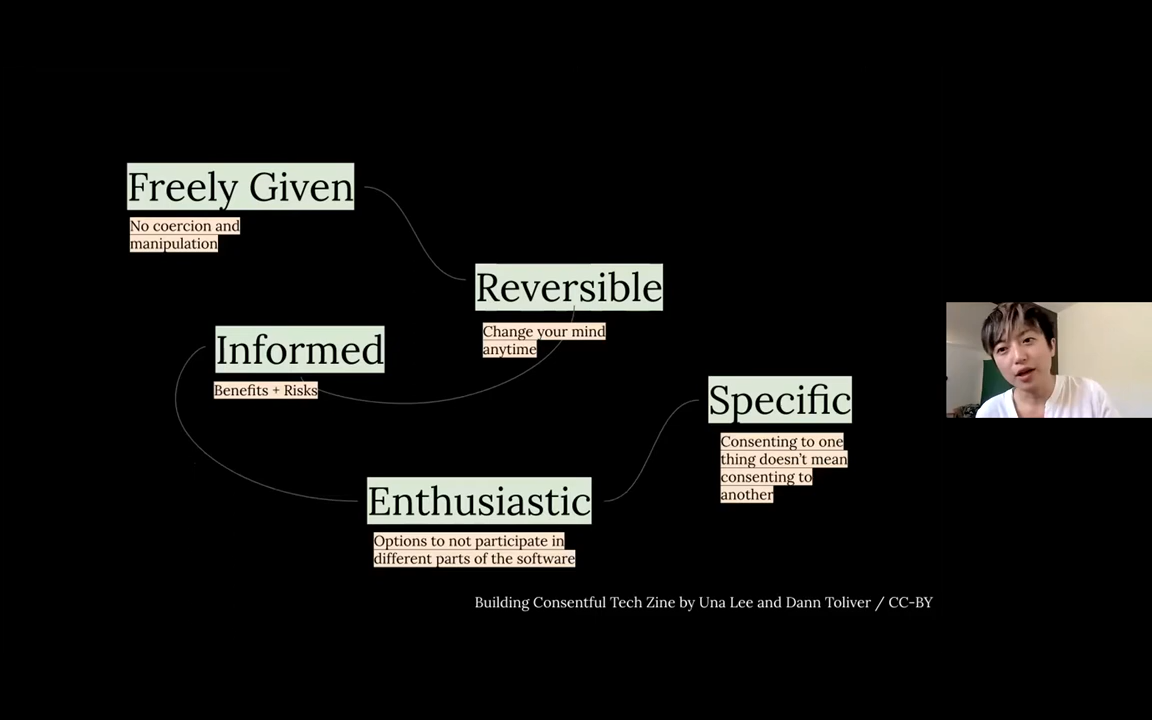 Freely Given
No coercion and
manipulation
Reversible
Change your mind
anytime
Informed
Benefits + Risks
Enthusiastic
Options to not participate in
different parts of the software
Specific
Consenting to one
thing doesn't mean
consenting to
another
Building Consentful Tech Zine by Una Lee and Dann Toliver / CC-BY